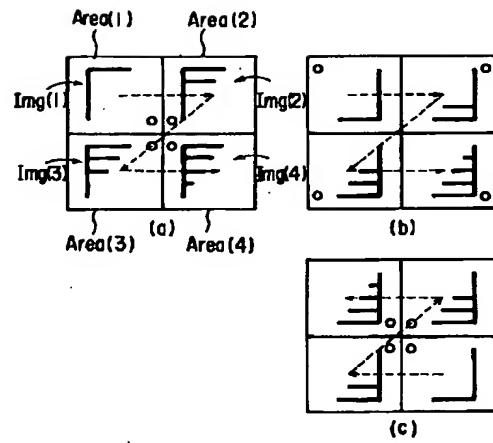 Area(1)
Area(2)
Img(1)
Img(2)
Img(3)
Img(4)
Area(3)
(a)
Area(4)
(b)
(c)